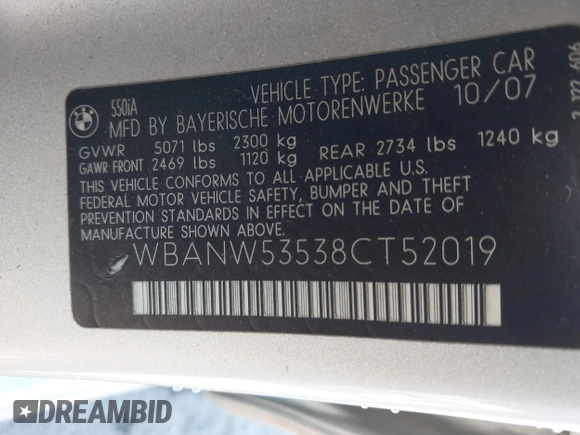 550iA VEHICLE TYPE: PASSENGER CAR
MFD BY BAYERISCHE MOTORENWERKE 10/07
GVWR 5071 lbs 2300 kg
GAWR FRONT 2469 lbs 1120 kg REAR 2734 lbs 1240 kg
THIS VEHICLE CONFORMS TO ALL APPLICABLE U.S.
FEDERAL MOTOR VEHICLE SAFETY, BUMPER AND THEFT
PREVENTION STANDARDS IN EFFECT ON THE DATE OF
MANUFACTURE SHOWN ABOVE.
WBANW53538CT52019
DREAMBID